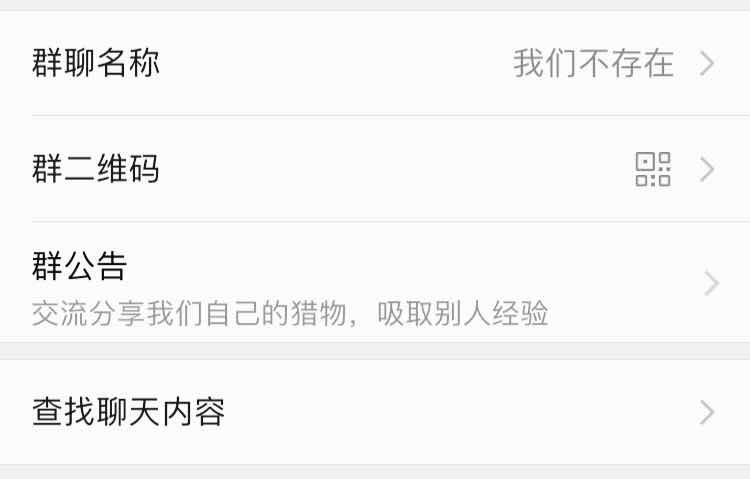 群聊名称 我们不存在
群二维码
群公告
交流分享我们自己的猎物，吸取别人经验
查找聊天内容